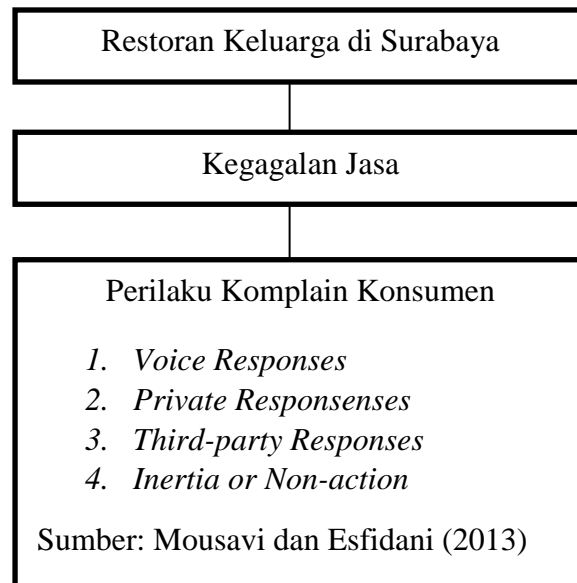 Restoran Keluarga di Surabaya
Kegagalan Jasa
Perilaku Komplain Konsumen
1. Voice Responses
2. Private Responsenses
3. Third-party Responses
4. Inertia or Non-action
Sumber: Mousavi dan Esfidani (2013)